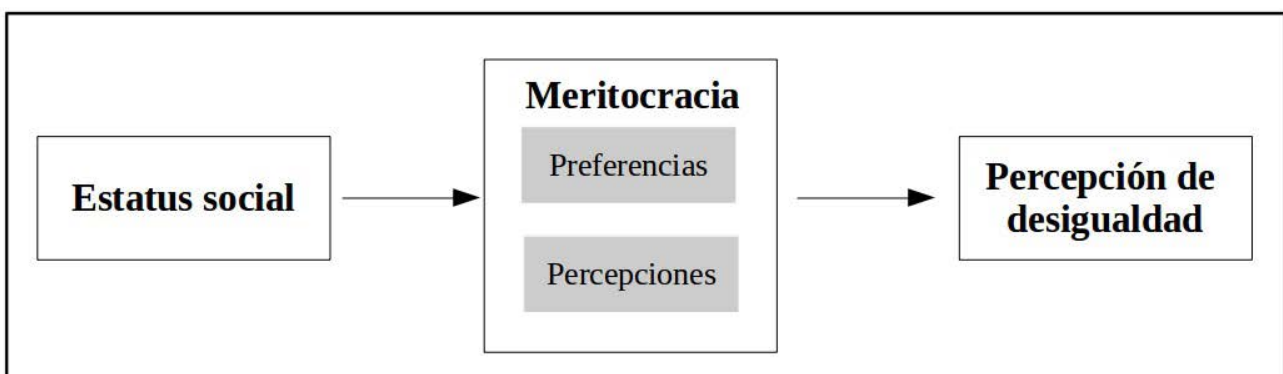 Estatus social
Meritocracia
Preferencias
Percepciones
Percepción de
desigualdad